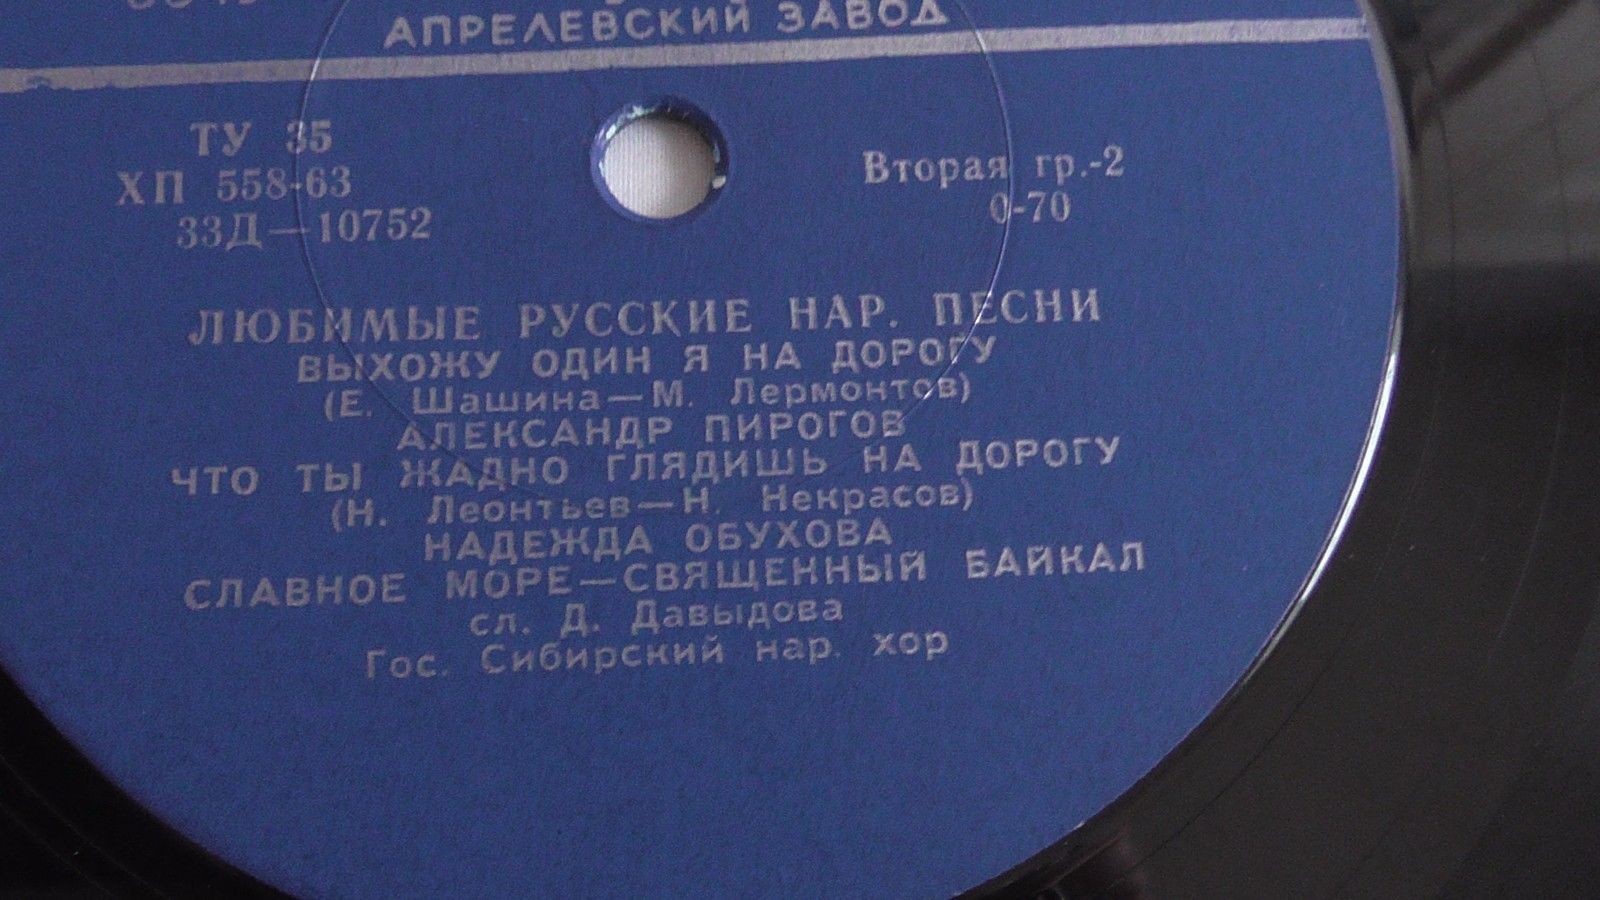 АПРЕЛЕВСКИЙ ЗАВОД
ТУ 35
ХП 558-63
33Д—10752
Вторая гр.-2
0-70
ЛЮБИМЫЕ РУССКИЕ НАР. ПЕСНИ
ВЫХОЖУ ОДИН Я НА ДОРОГУ
(Е. Шашина—М. Лермонтов)
АЛЕКСАНДР ПИРОГОВ
ЧТО ТЫ ЖАДНО ГЛЯДИШЬ НА ДОРОГУ
(Н. Леонтьев—Н. Некрасов)
НАДЕЖДА ОБУХОВА
СЛАВНОЕ МОРЕ—СВЯЩЕННЫЙ БАЙКАЛ
сл. Д. Давыдова
Гос. Сибирский нар. хор